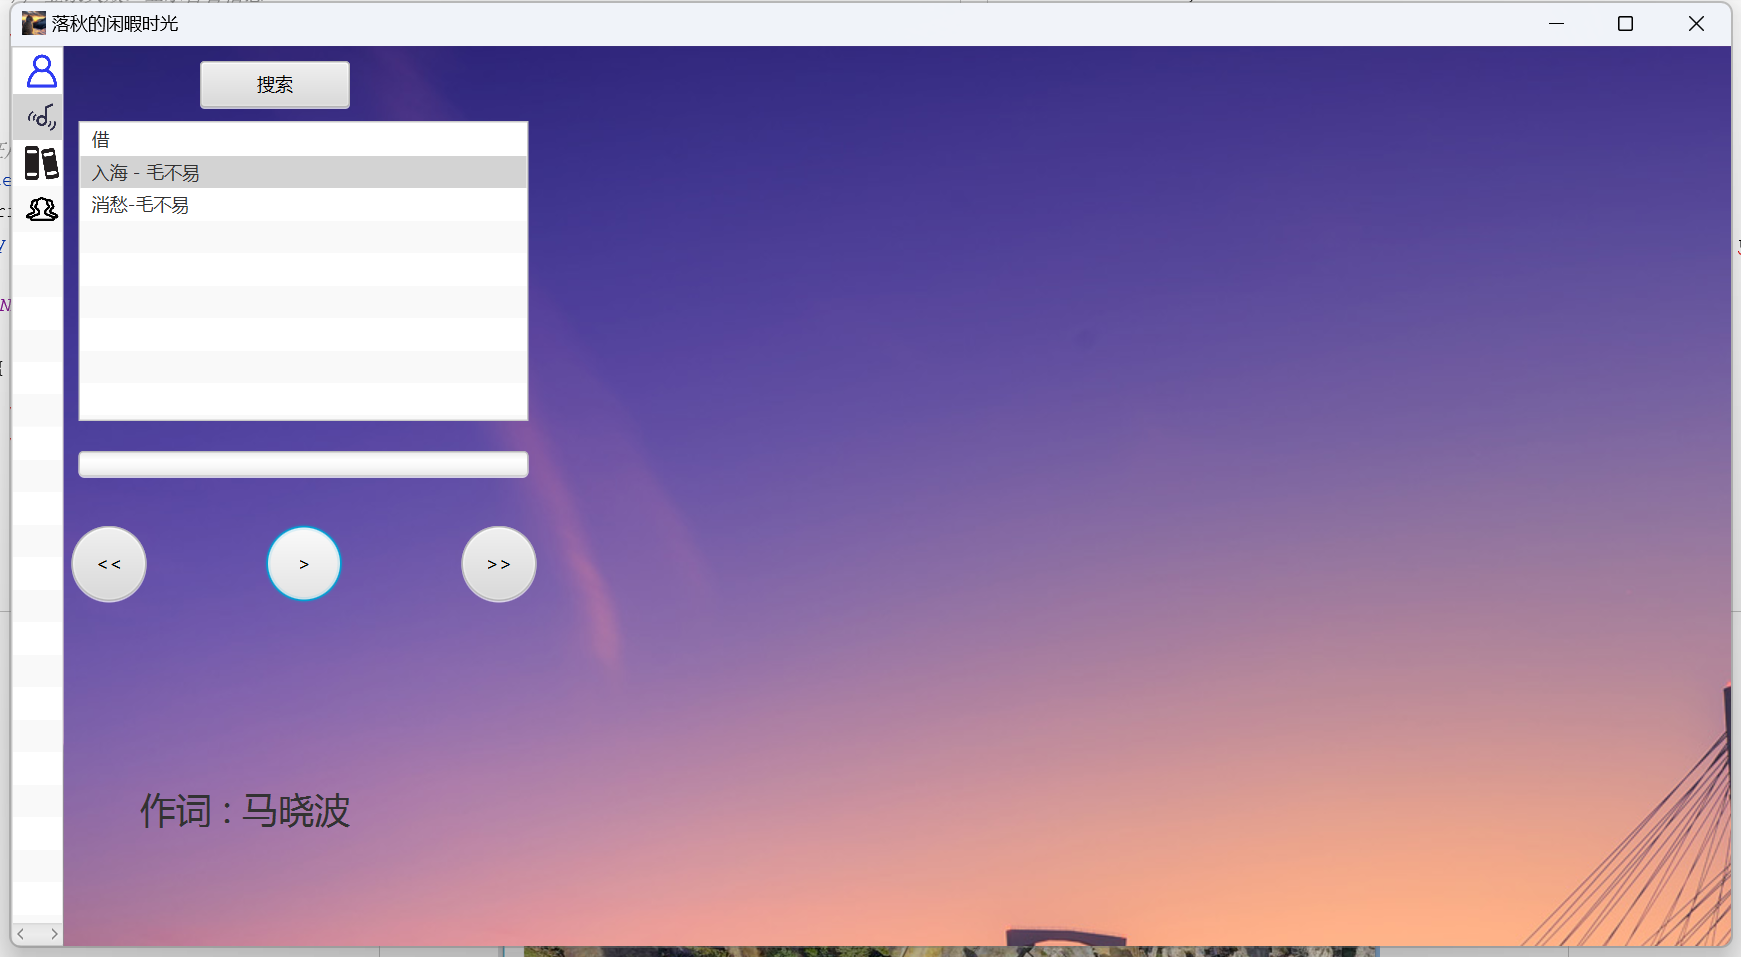 落秋的闲暇时光
搜索
借
入海 - 毛不易
消愁-毛不易
<<
>
>>
作词 : 马晓波